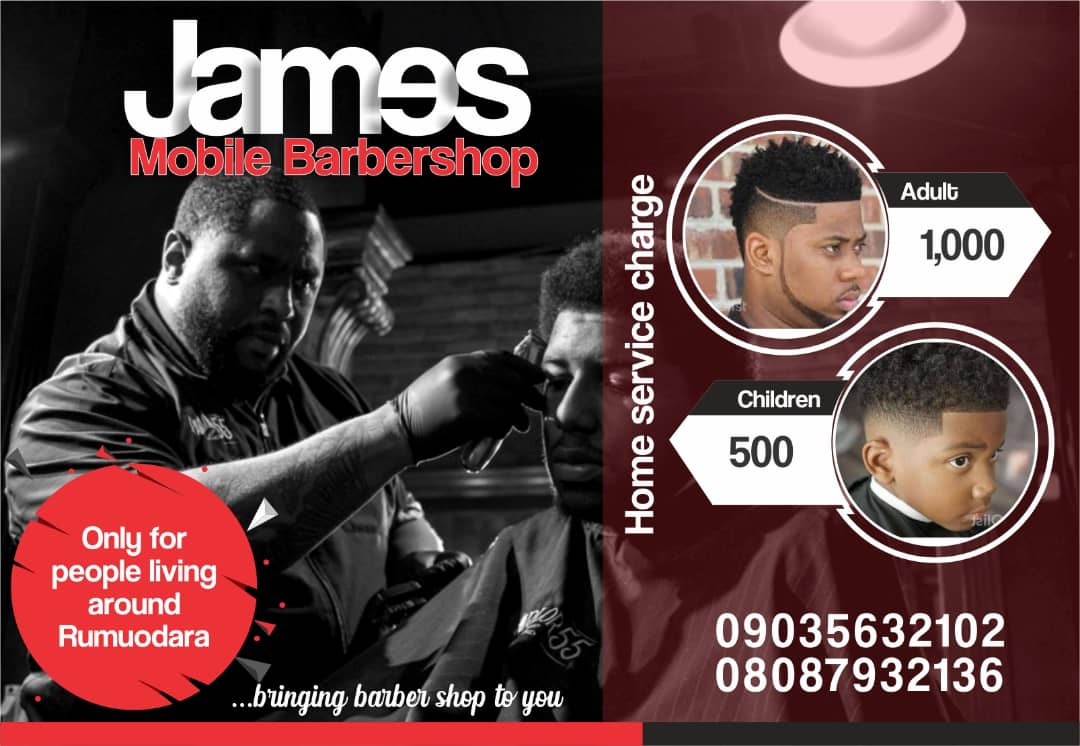 James
Mobile Barbershop
Home service charge
Adult
1,000
Children
500
Only for
people living
around
Rumuodara
...bringing barber shop to you
09035632102
08087932136